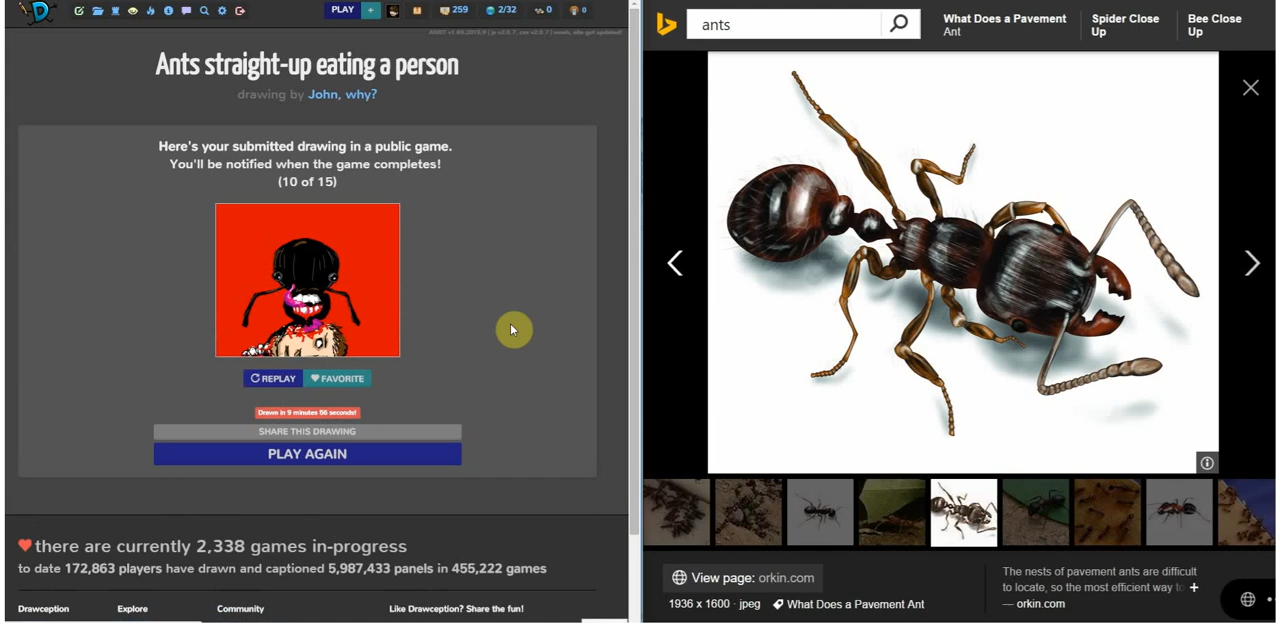 PLAY + 259 2/32 0 0
Ants straight-up eating a person
drawing by John, why?
Here's your submitted drawing in a public game.
You'll be notified when the game completes!
(10 of 15)
REPLAY FAVORITE
Drawn in 9 minutes 56 seconds!
SHARE THIS DRAWING
PLAY AGAIN
there are currently 2,338 games in-progress
to date 172,863 players have drawn and captioned 5,987,433 panels in 455,222 games
Drawception Explore Community Like Drawception? Share the fun!
ants
What Does a Pavement
Ant
Spider Close
Up
Bee Close
Up
View page: orkin.com
1936 x 1600 · jpeg What Does a Pavement Ant
The nests of pavement ants are difficult
to locate, so the most efficient way to +
— orkin.com